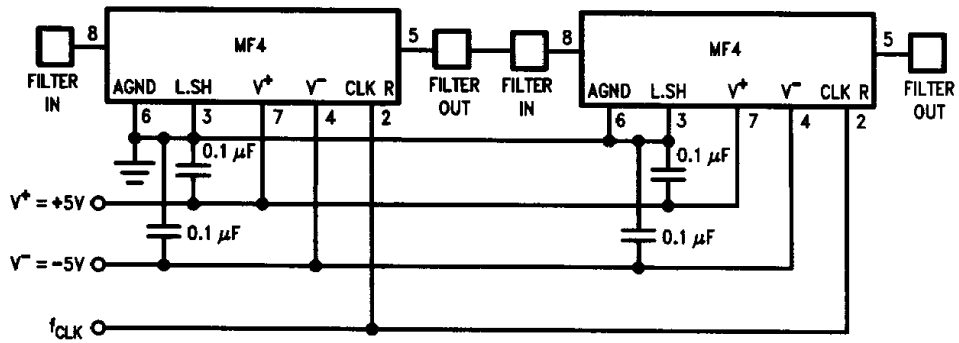 8
MF4
5
FILTER
IN
AGND L.SH V⁺ V⁻ CLK R
6 3 7 4 2
FILTER
OUT
FILTER
IN
8
MF4
5
FILTER
OUT
AGND L.SH V⁺ V⁻ CLK R
6 3 7 4 2
0.1 μF
0.1 μF
V⁺ = +5V
0.1 μF
0.1 μF
V⁻ = -5V
fCLK